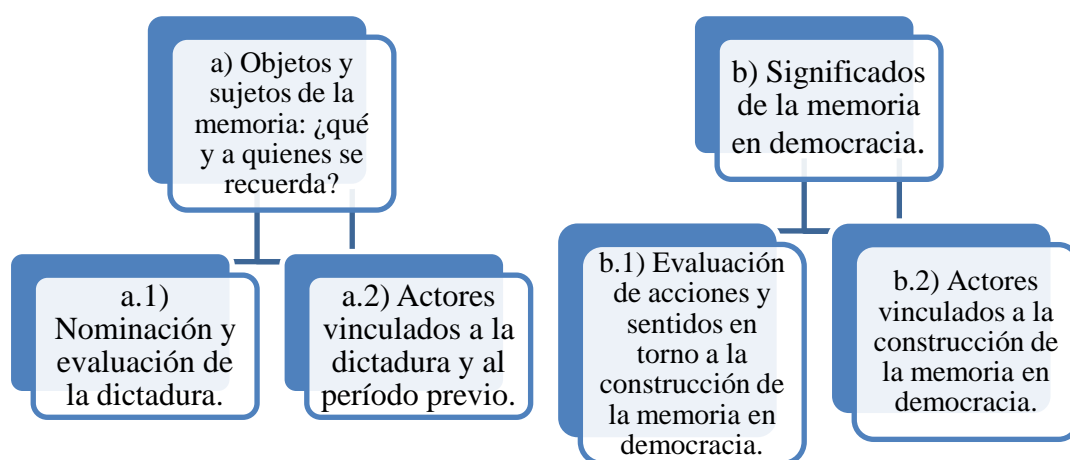 a) Objetos y
sujetos de la
memoria: ¿qué
y a quienes se
recuerda?
a.1)
Nominación y
evaluación de
la dictadura.
a.2) Actores
vinculados a la
dictadura y al
período previo.
b) Significados
de la memoria
en democracia.
b.1) Evaluación
de acciones y
sentidos en
torno a la
construcción de
la memoria en
democracia.
b.2) Actores
vinculados a la
construcción de
la memoria en
democracia.